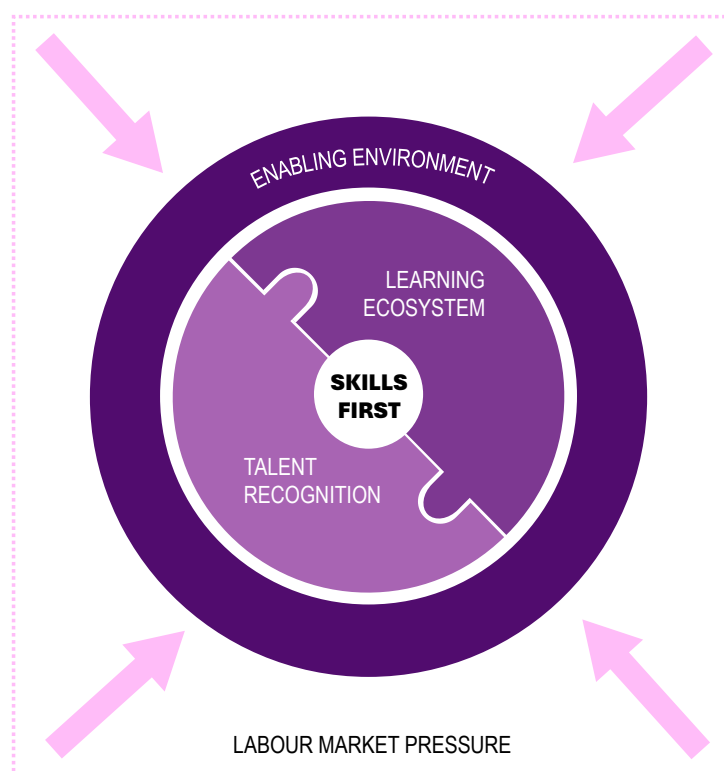 ENABLING ENVIRONMENT
LEARNING
ECOSYSTEM
SKILLS
FIRST
TALENT
RECOGNITION
LABOUR MARKET PRESSURE